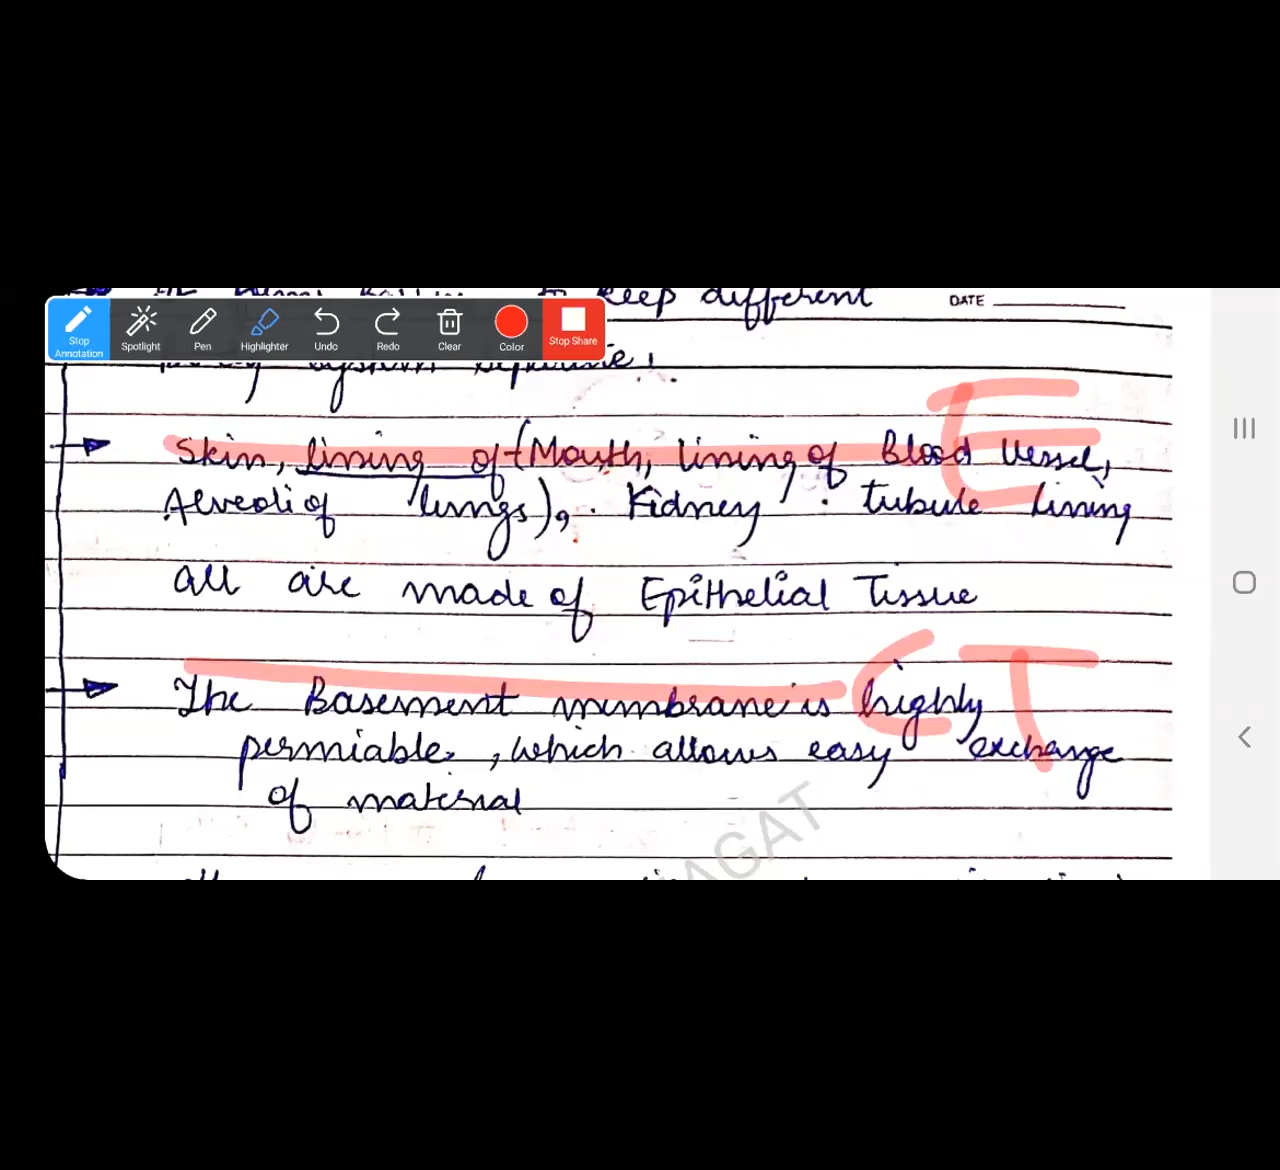 keep different
DATE
Stop Annotation
Spotlight
Pen
Highlighter
Undo
Redo
Clear
Color
Stop Share
E
Skin, lining of (Mouth, lining of Blood Vessel,
Alveoli of lungs), Kidney tubule lining
all are made of Epithelial Tissue
CT
The Basement membrane is highly
permiable, which allows easy exchange
of material
AGAT